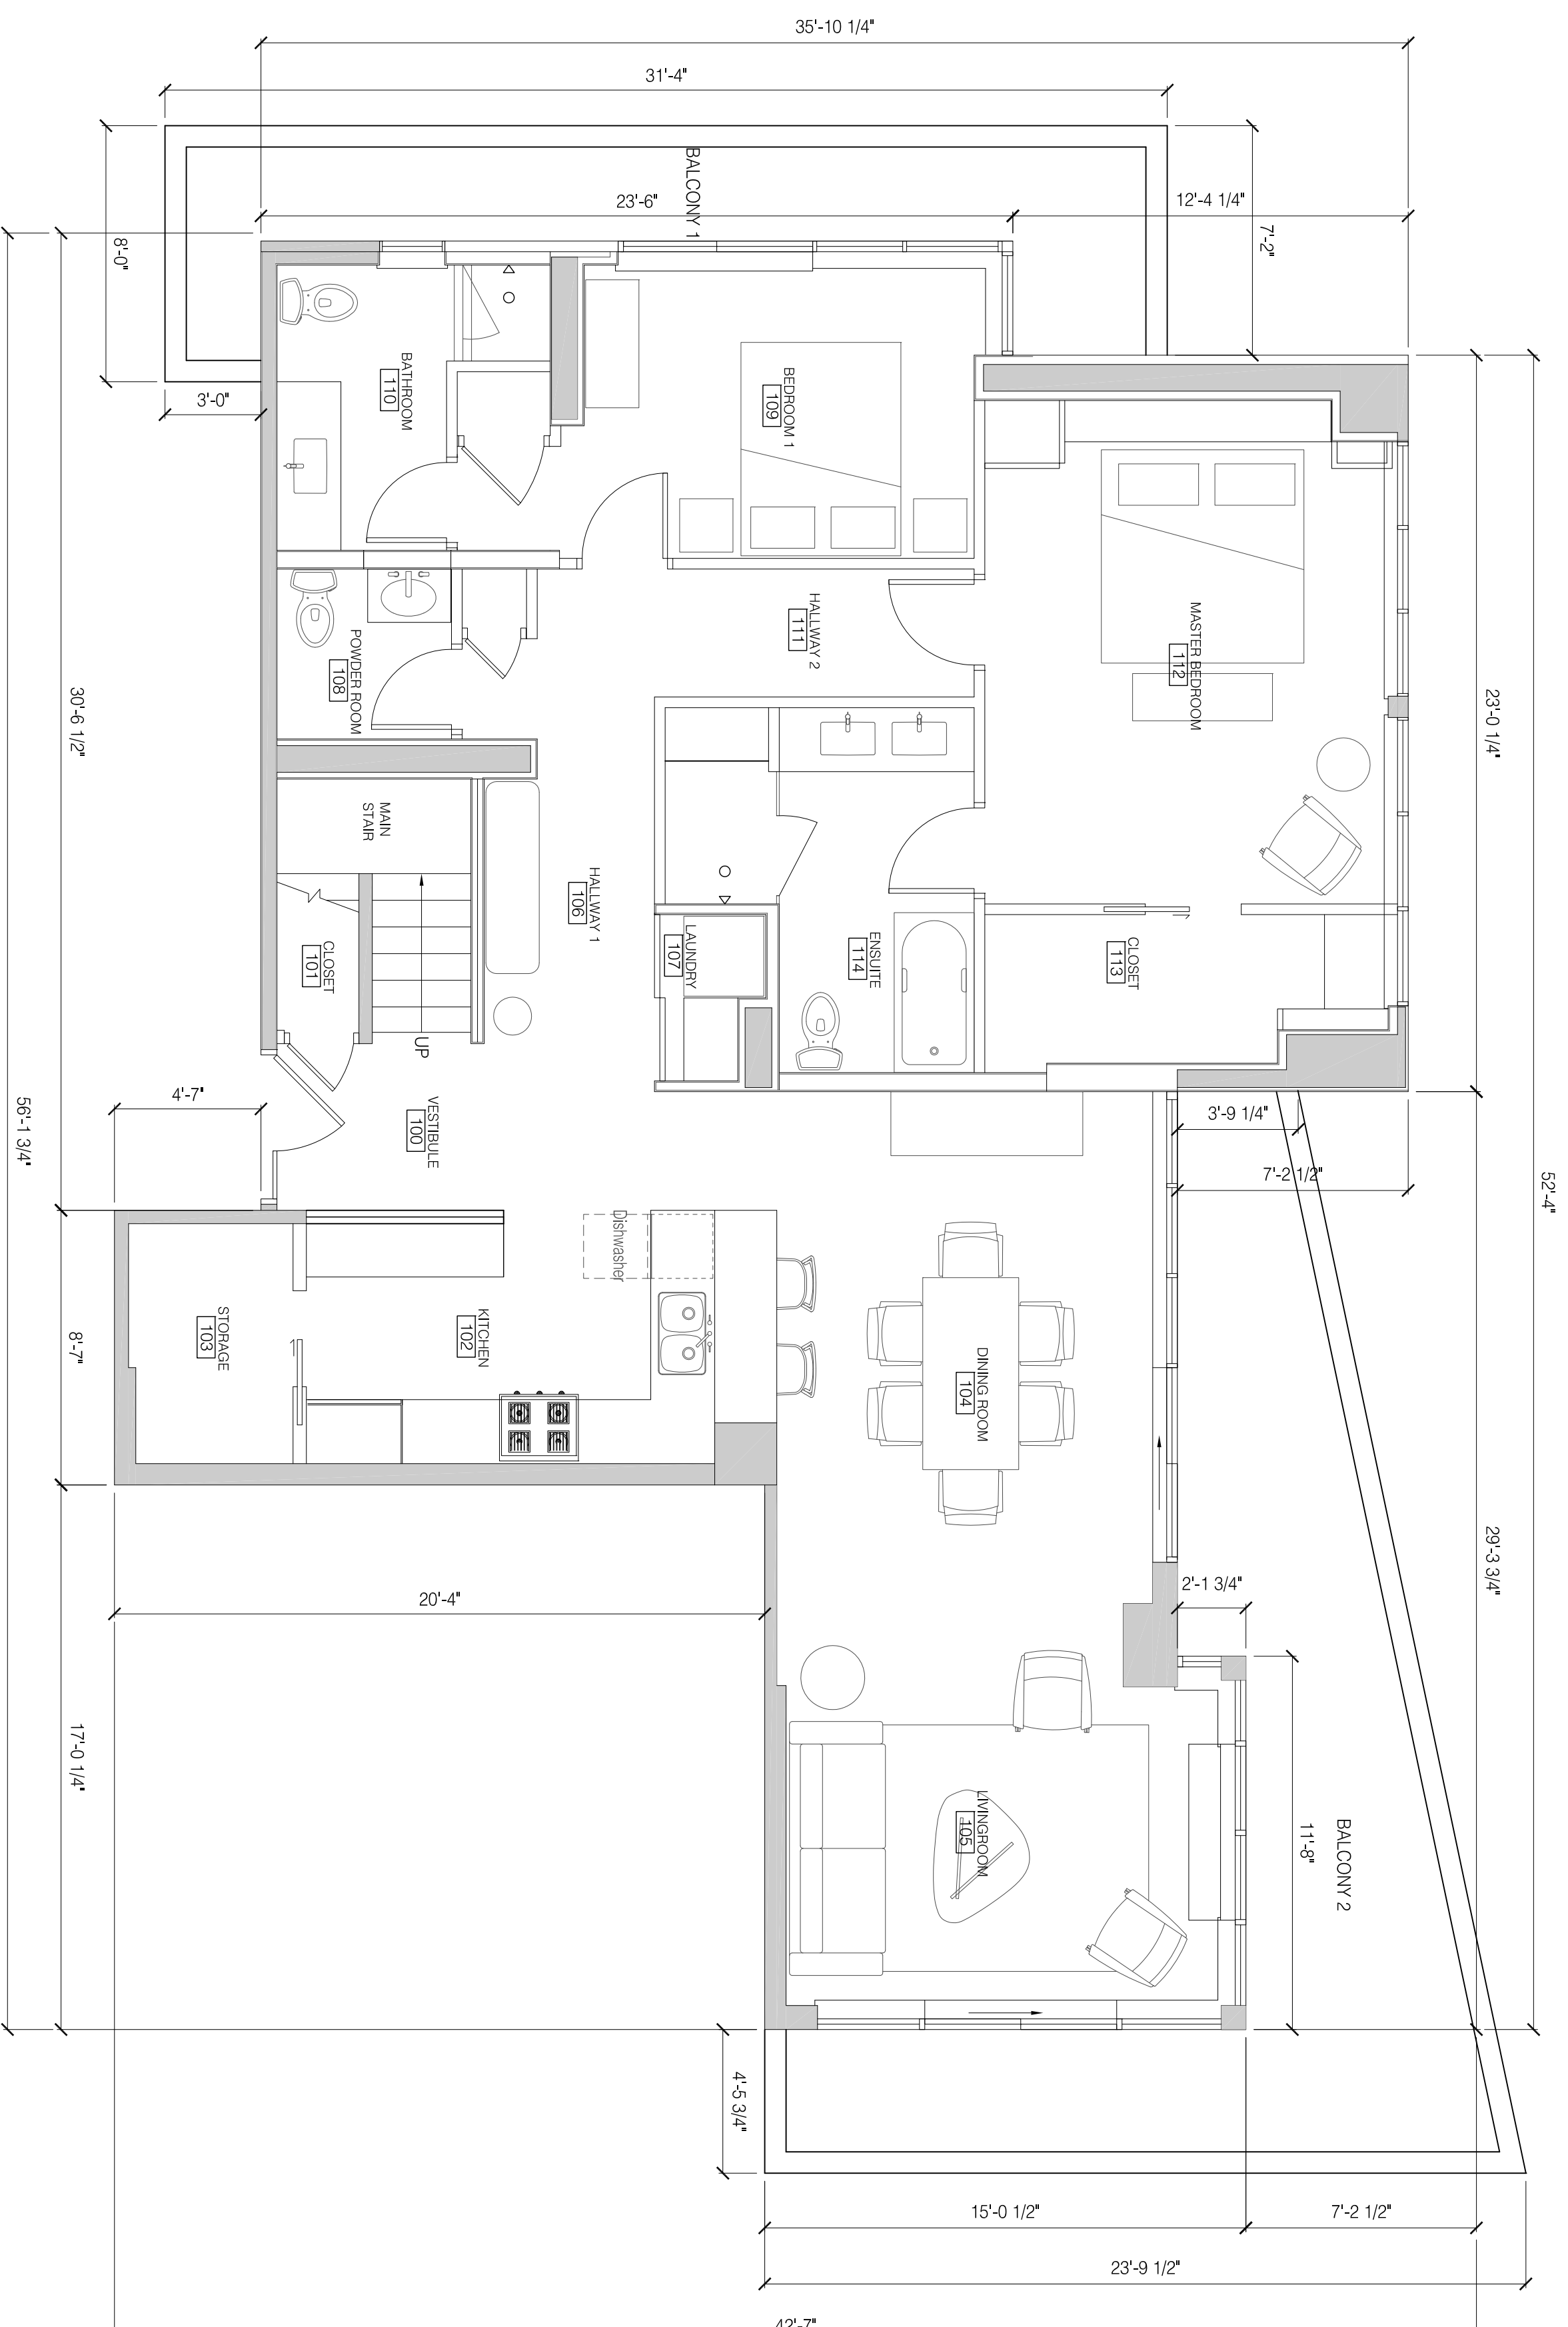 35'-10 1/4"
31'-4"
BALCONY 1
23'-6"
12'-4 1/4"
7'-2"
8'-0"
3'-0"
BATHROOM
110
BEDROOM 1
109
HALLWAY 2
111
MASTER BEDROOM
112
POWDER ROOM
108
23'-0 1/4"
30'-6 1/2"
MAIN
STAIR
HALLWAY 1
106
CLOSET
101
UP
LAUNDRY
107
ENSUITE
114
CLOSET
113
VESTIBULE
100
4'-7"
56'-1 3/4"
3'-9 1/4"
7'-2 1/2"
52'-4"
Dishwasher
STORAGE
103
KITCHEN
102
DINING ROOM
104
8'-7"
29'-3 3/4"
2'-1 3/4"
20'-4"
17'-0 1/4"
LIVINGROOM
105
11'-8"
BALCONY 2
4'-5 3/4"
15'-0 1/2"
7'-2 1/2"
23'-9 1/2"
42'-7"